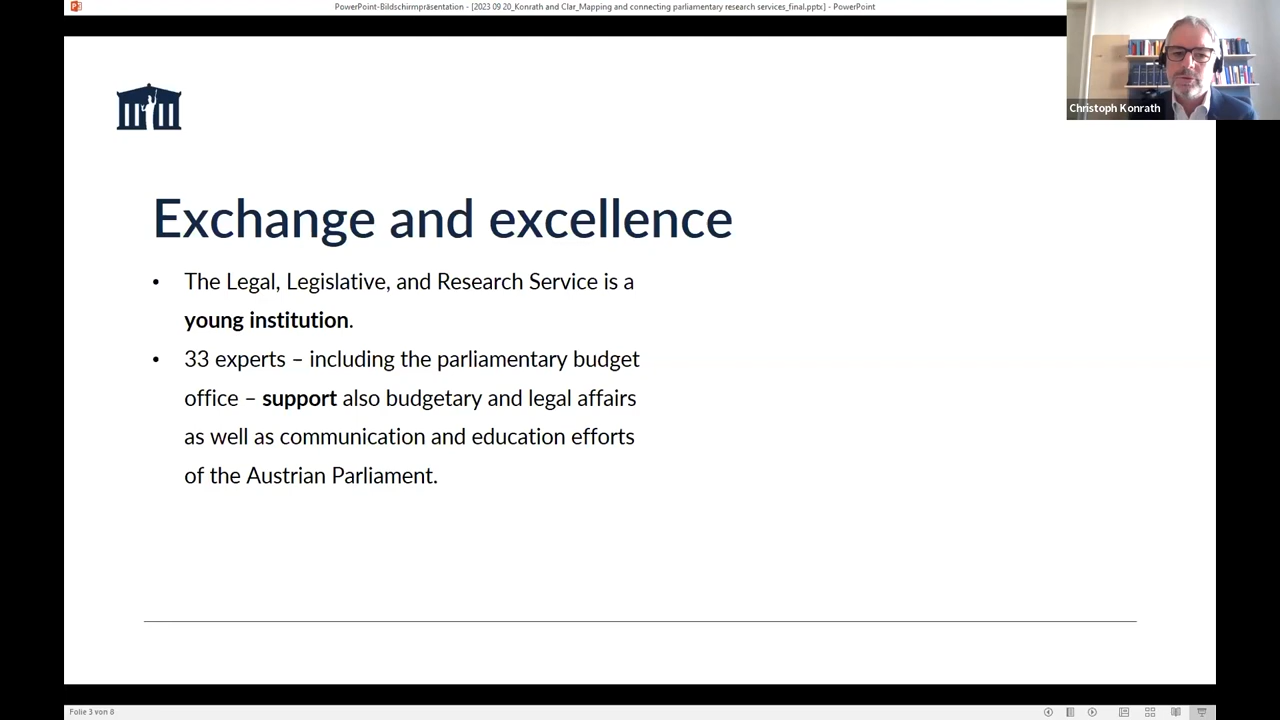 PowerPoint-Bildschirmpräsentation - [2023 09 20_Konrath and Clar_Mapping and connecting parliamentary research services_final.pptx] - PowerPoint
Christoph Konrath
Exchange and excellence
• The Legal, Legislative, and Research Service is a
young institution.
• 33 experts – including the parliamentary budget
office – support also budgetary and legal affairs
as well as communication and education efforts
of the Austrian Parliament.
Folie 3 von 8